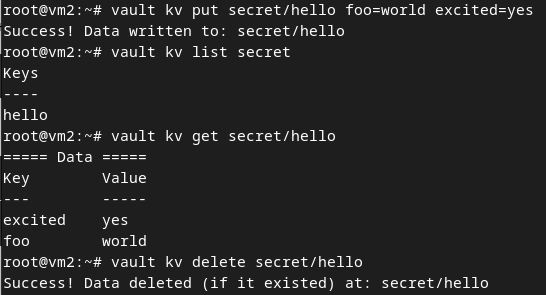 root@vm2:~# vault kv put secret/hello foo=world excited=yes
Success! Data written to: secret/hello
root@vm2:~# vault kv list secret
Keys
----
hello
root@vm2:~# vault kv get secret/hello
===== Data =====
Key        Value
---        -----
excited    yes
foo        world
root@vm2:~# vault kv delete secret/hello
Success! Data deleted (if it existed) at: secret/hello